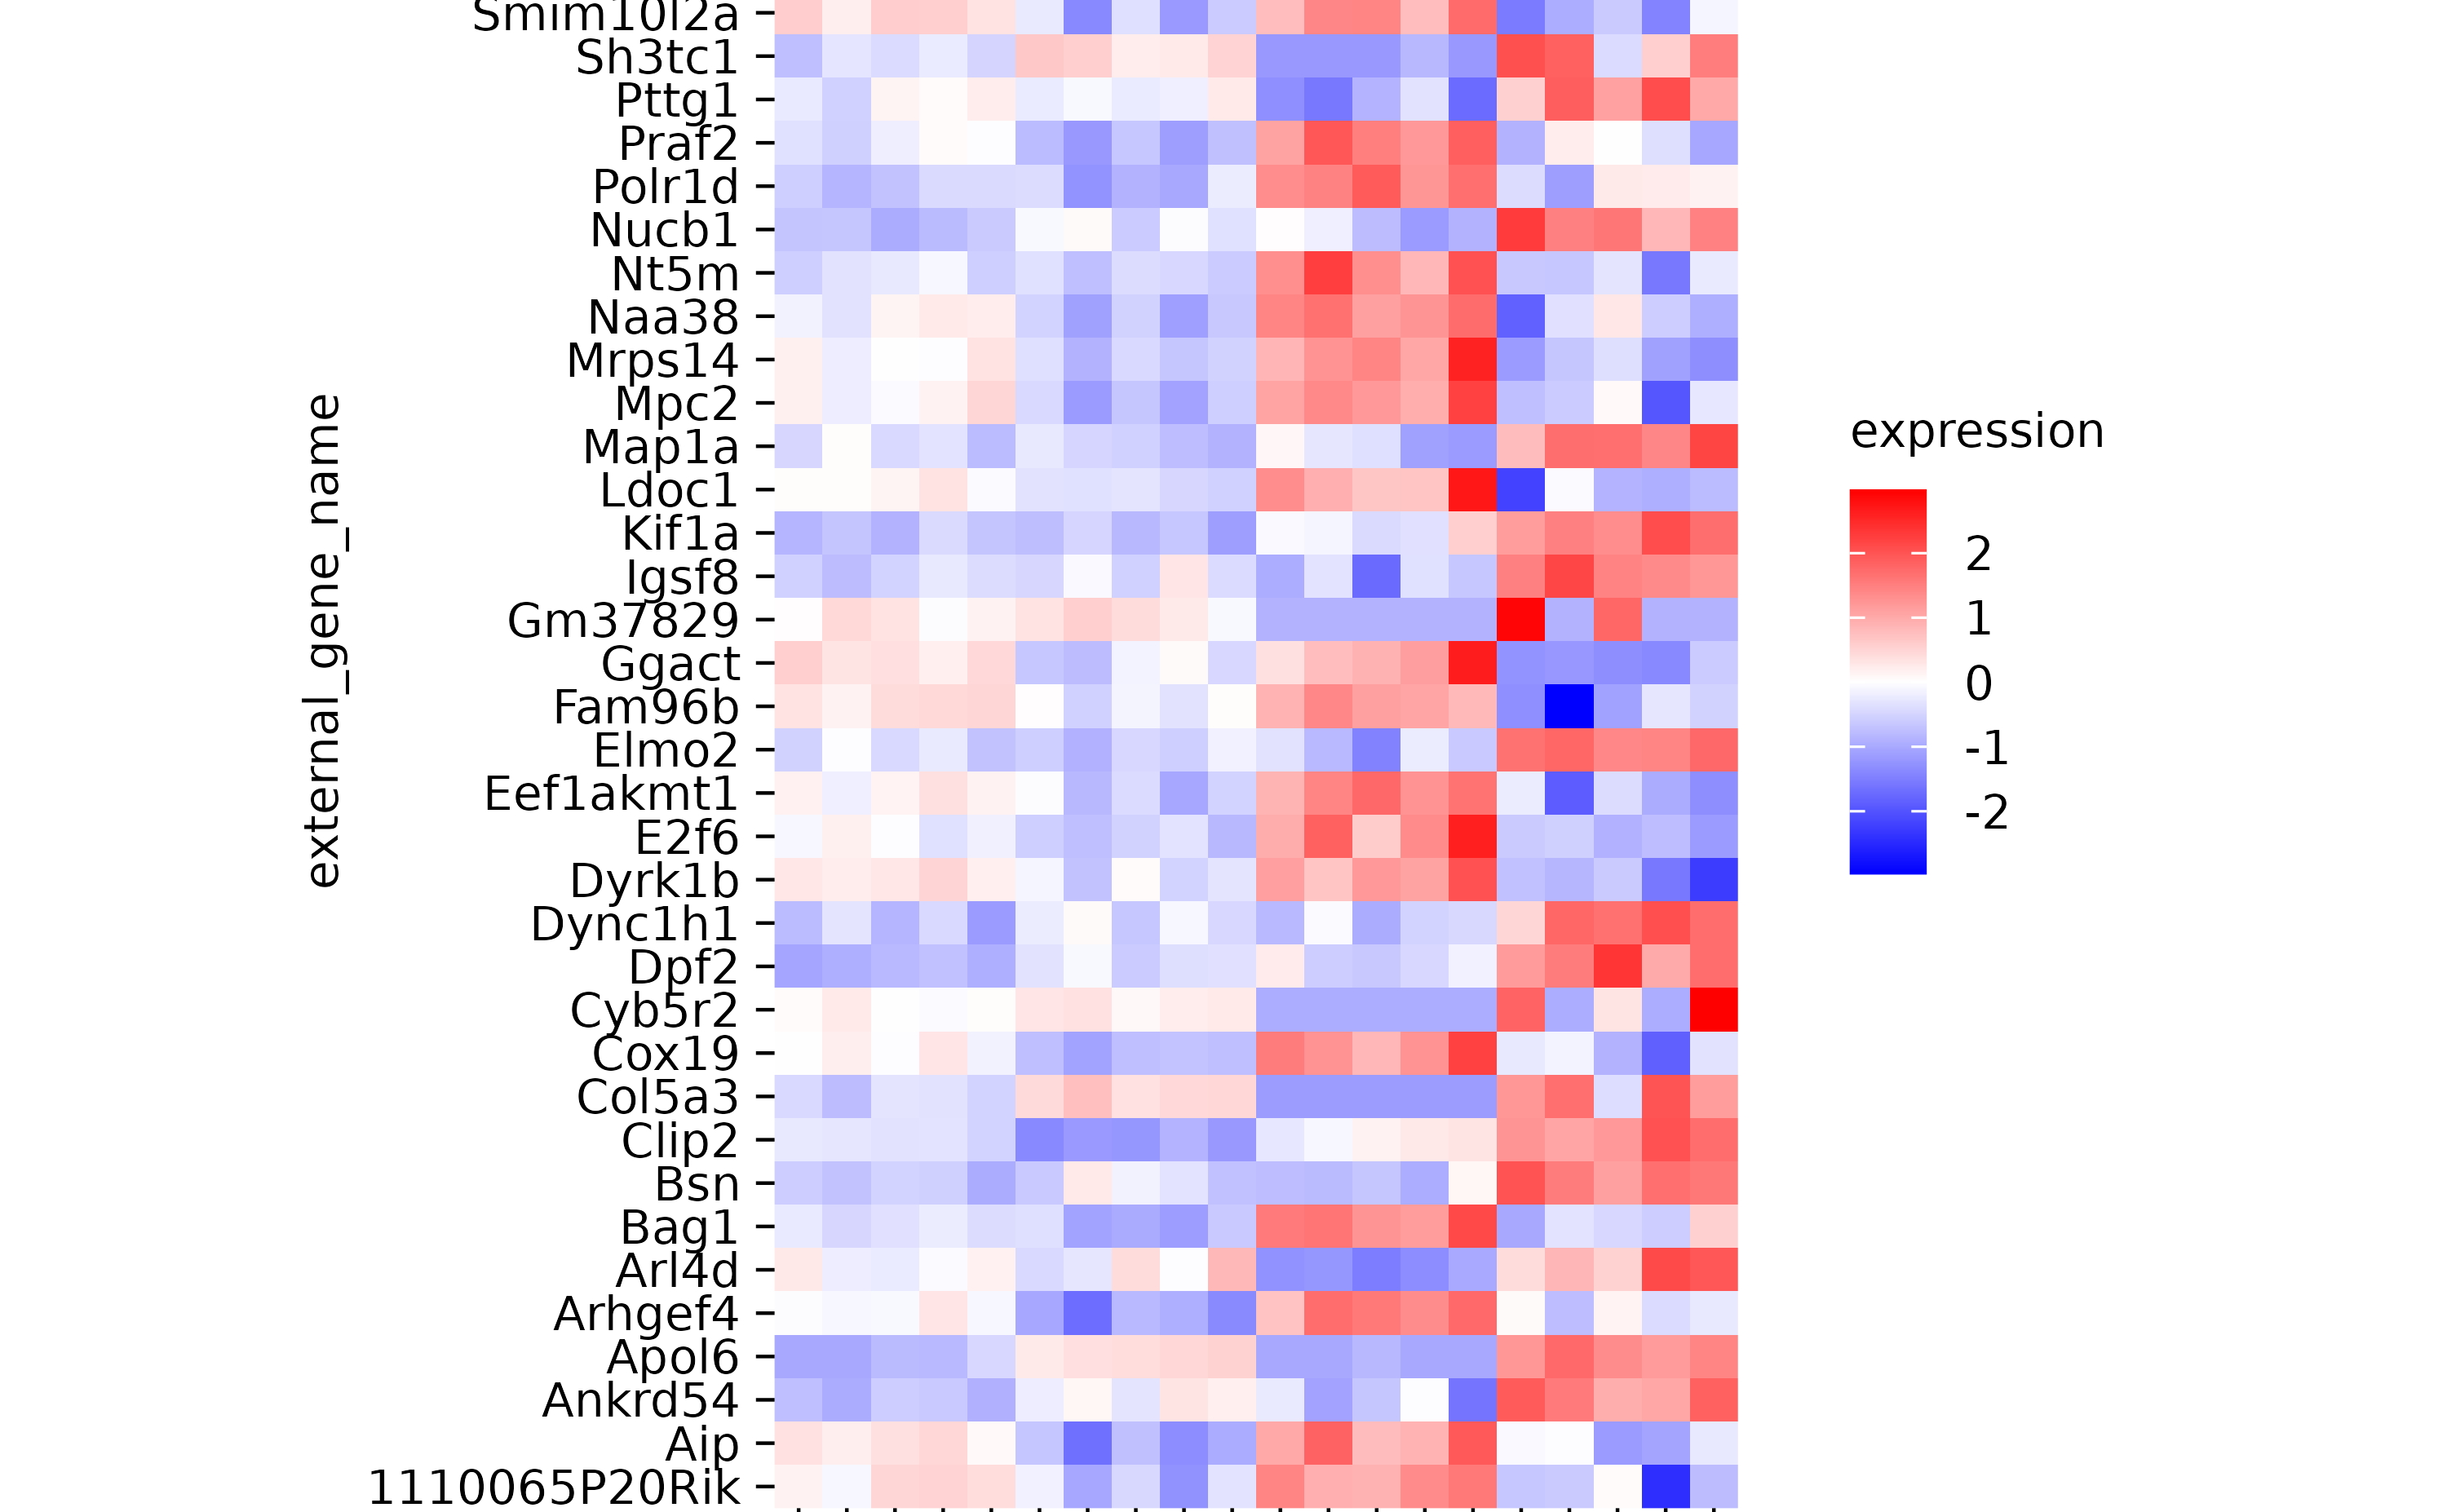 Smim10l2a
Sh3tc1
Pttg1
Praf2
Polr1d
Nucb1
Nt5m
Naa38
Mrps14
Mpc2
Map1a
Ldoc1
Kif1a
Igsf8
Gm37829
Ggact
Fam96b
Elmo2
Eef1akmt1
E2f6
Dyrk1b
Dync1h1
Dpf2
Cyb5r2
Cox19
Col5a3
Clip2
Bsn
Bag1
Arl4d
Arhgef4
Apol6
Ankrd54
Aip
1110065P20Rik
external_gene_name
expression
2
1
0
-1
-2